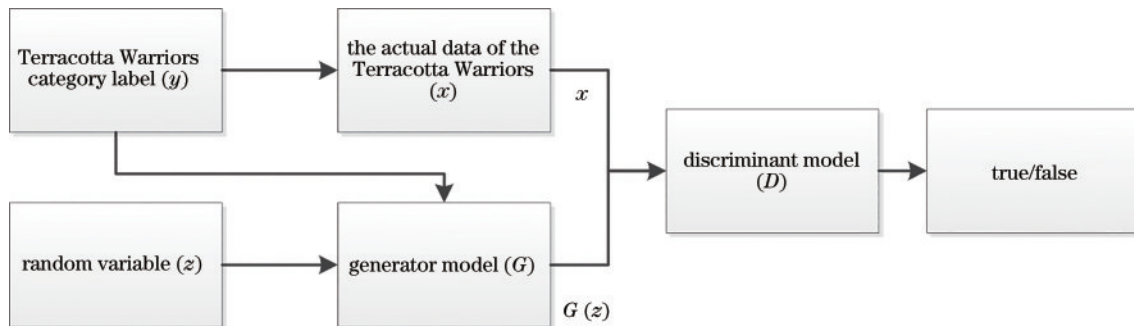 Terracotta Warriors
category label (y)
the actual data of the
Terracotta Warriors
(x)
x
discriminant model
(D)
true/false
random variable (z)
generator model (G)
G (z)